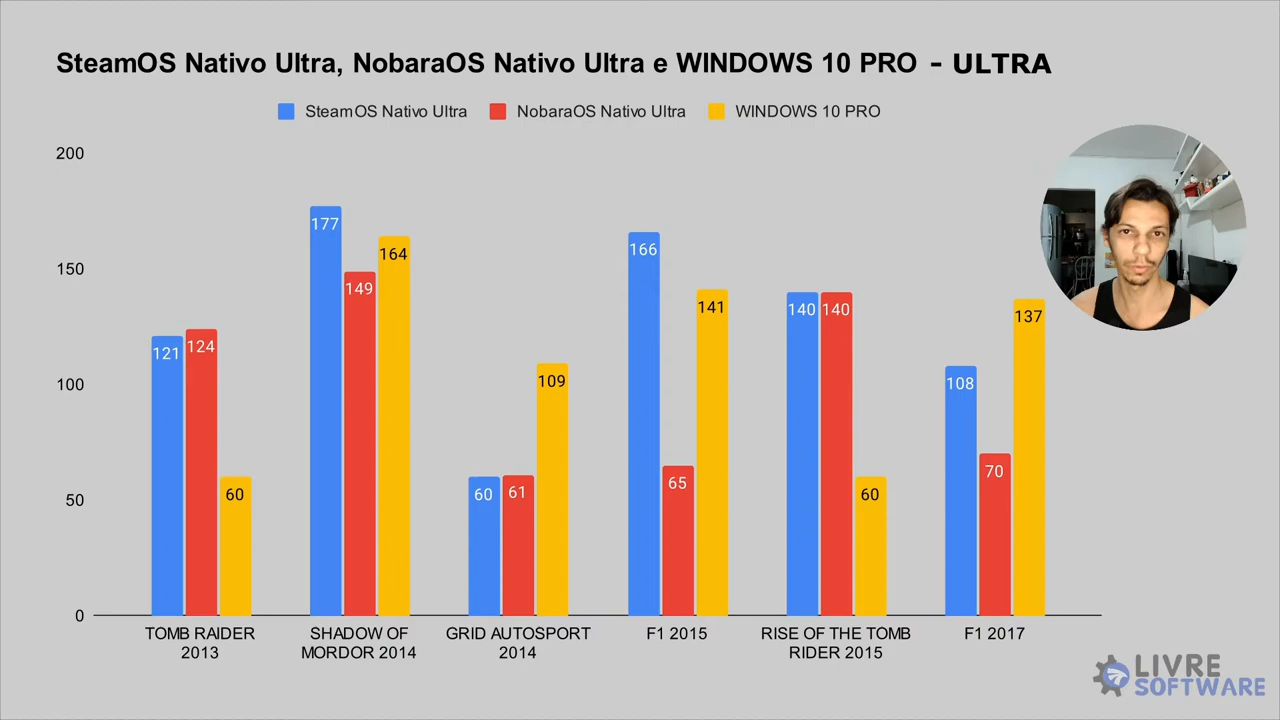 SteamOS Nativo Ultra, NobaraOS Nativo Ultra e WINDOWS 10 PRO - ULTRA
SteamOS Nativo Ultra NobaraOS Nativo Ultra WINDOWS 10 PRO
200
150
100
50
0
121 124 60
177 149 164
60 61 109
166 65 141
140 140 60
108 70 137
TOMB RAIDER
2013
SHADOW OF
MORDOR 2014
GRID AUTOSPORT
2014
F1 2015
RISE OF THE TOMB
RIDER 2015
F1 2017
LIVRE
SOFTWARE